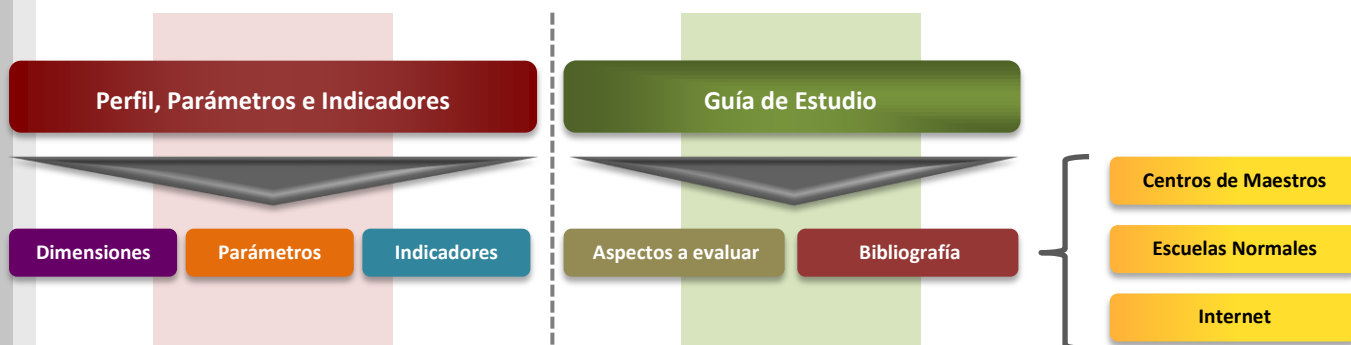 Perfil, Parámetros e Indicadores
Guía de Estudio
Dimensiones
Parámetros
Indicadores
Aspectos a evaluar
Bibliografía
Centros de Maestros
Escuelas Normales
Internet